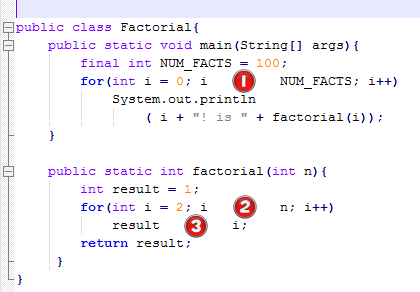 public class Factorial{
public static void main(String[] args){
final int NUM_FACTS = 100;
for(int i = 0; i 1 NUM_FACTS; i++)
System.out.println
( i + "! is " + factorial(i));
}
public static int factorial(int n){
int result = 1;
for(int i = 2; i 2 n; i++)
result 3 i;
return result;
}
}